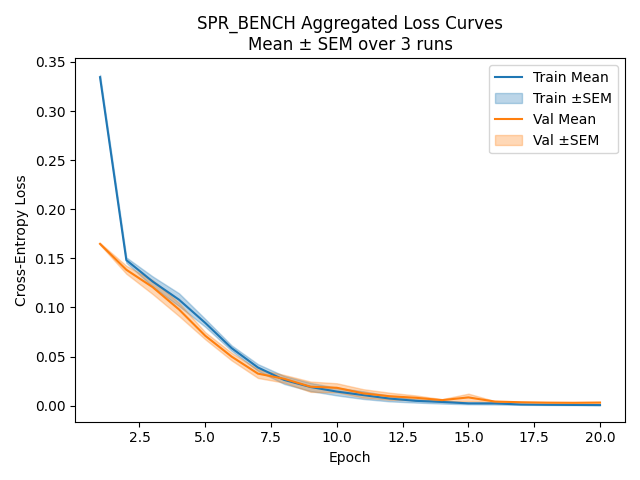 SPR_BENCH Aggregated Loss Curves
Mean ± SEM over 3 runs
Cross-Entropy Loss
0.35
0.30
0.25
0.20
0.15
0.10
0.05
0.00
Train Mean
Train ±SEM
Val Mean
Val ±SEM
2.5 5.0 7.5 10.0 12.5 15.0 17.5 20.0
Epoch